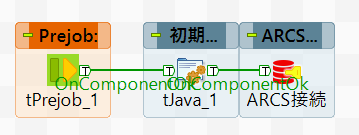 Prejob:
初期...
ARCS...
T
T
T
OnComponentOk
OnComponentOk
tPrejob_1
tJava_1
ARCS接続